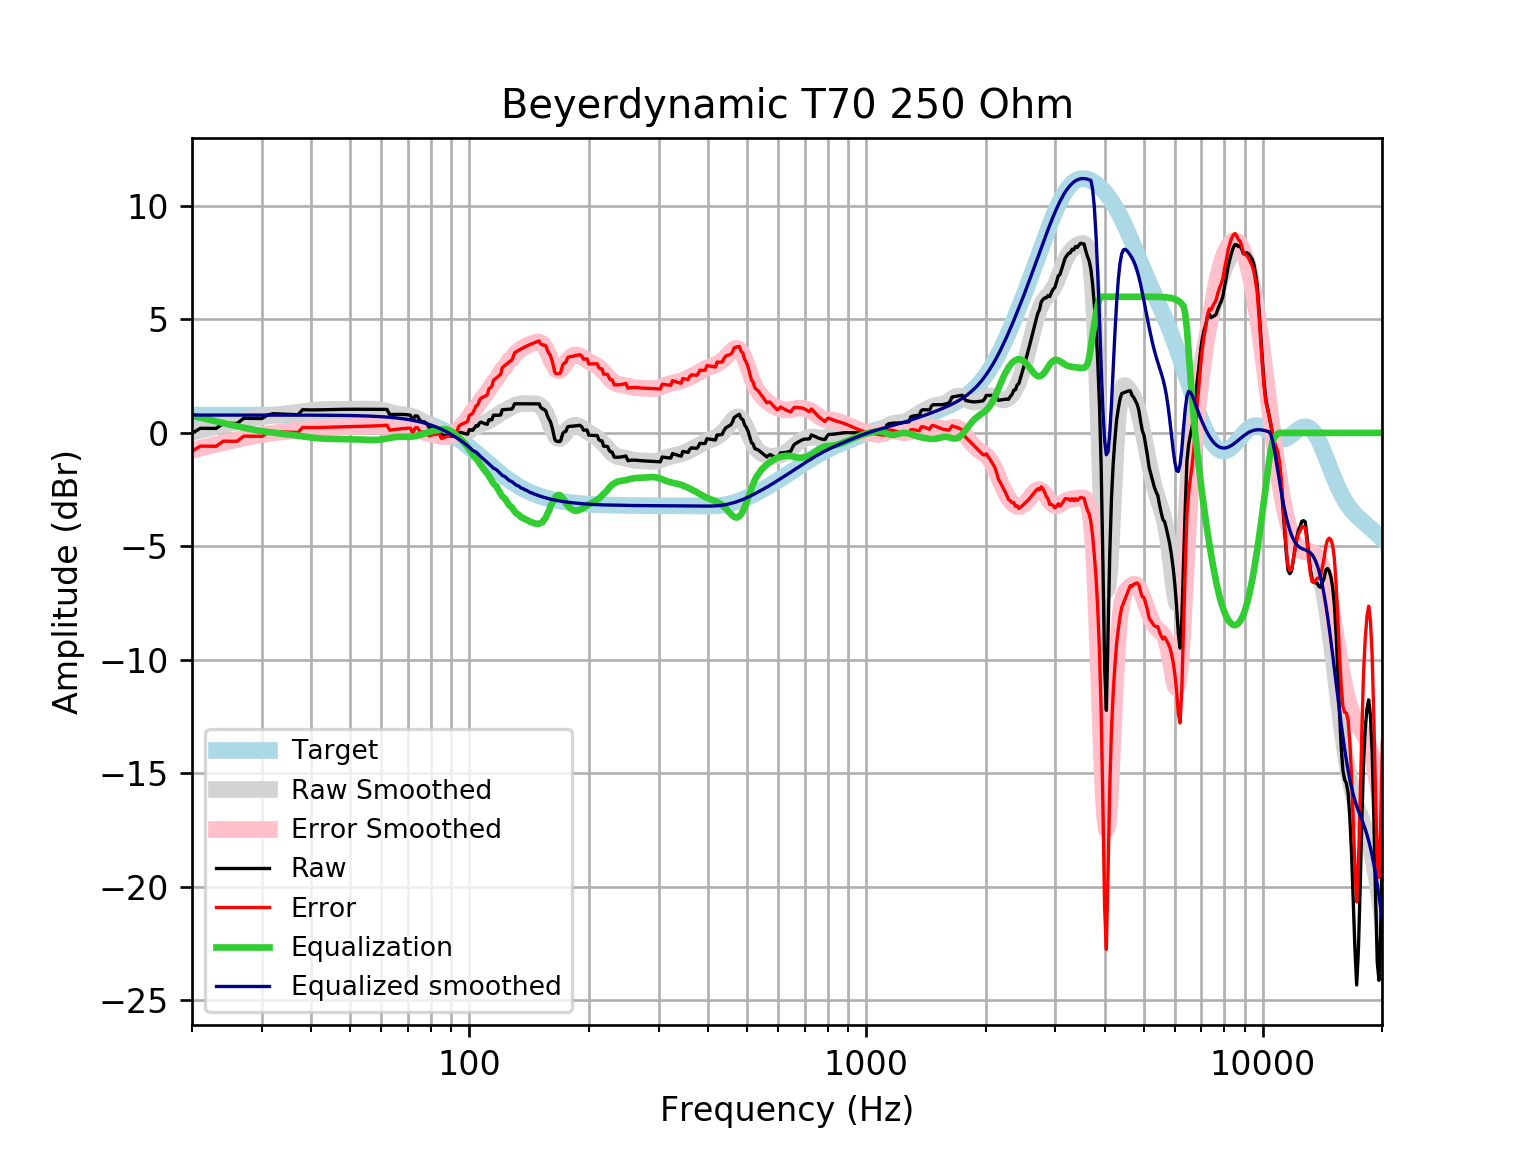 Beyerdynamic T70 250 Ohm
Amplitude (dBr)
10
5
0
−5
−10
−15
−20
−25
Target
Raw Smoothed
Error Smoothed
Raw
Error
Equalization
Equalized smoothed
100
1000
10000
Frequency (Hz)